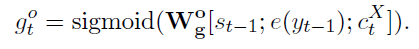 g_t^o = sigmoid(W_g^o[s_{t−1}; e(y_{t−1}); c_t^X]).